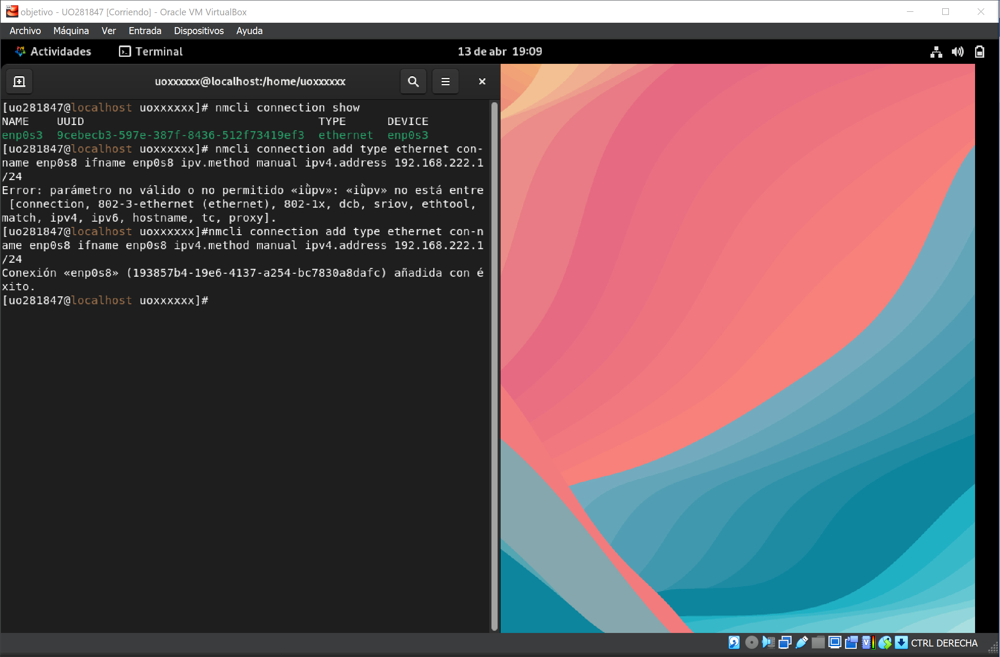 objetivo - UO281847 [Corriendo] - Oracle VM VirtualBox
Archivo Máquina Ver Entrada Dispositivos Ayuda
Actividades Terminal 13 de abr 19:09
uoxxxxxx@localhost:/home/uoxxxxxx
[uo281847@localhost uoxxxxxx]# nmcli connection show
NAME UUID TYPE DEVICE
enp0s3 9cebecb3-597e-387f-8436-512f73419ef3 ethernet enp0s3
[uo281847@localhost uoxxxxxx]# nmcli connection add type ethernet con-
name enp0s8 ifname enp0s8 ipv.method manual ipv4.address 192.168.222.1
/24
Error: parámetro no válido o no permitido «iǜpv»: «iǜpv» no está entre
[connection, 802-3-ethernet (ethernet), 802-1x, dcb, sriov, ethtool,
match, ipv4, ipv6, hostname, tc, proxy].
[uo281847@localhost uoxxxxxx]#nmcli connection add type ethernet con-n
ame enp0s8 ifname enp0s8 ipv4.method manual ipv4.address 192.168.222.1
/24
Conexión «enp0s8» (193857b4-19e6-4137-a254-bc7830a8dafc) añadida con é
xito.
[uo281847@localhost uoxxxxxx]#
CTRL DERECHA